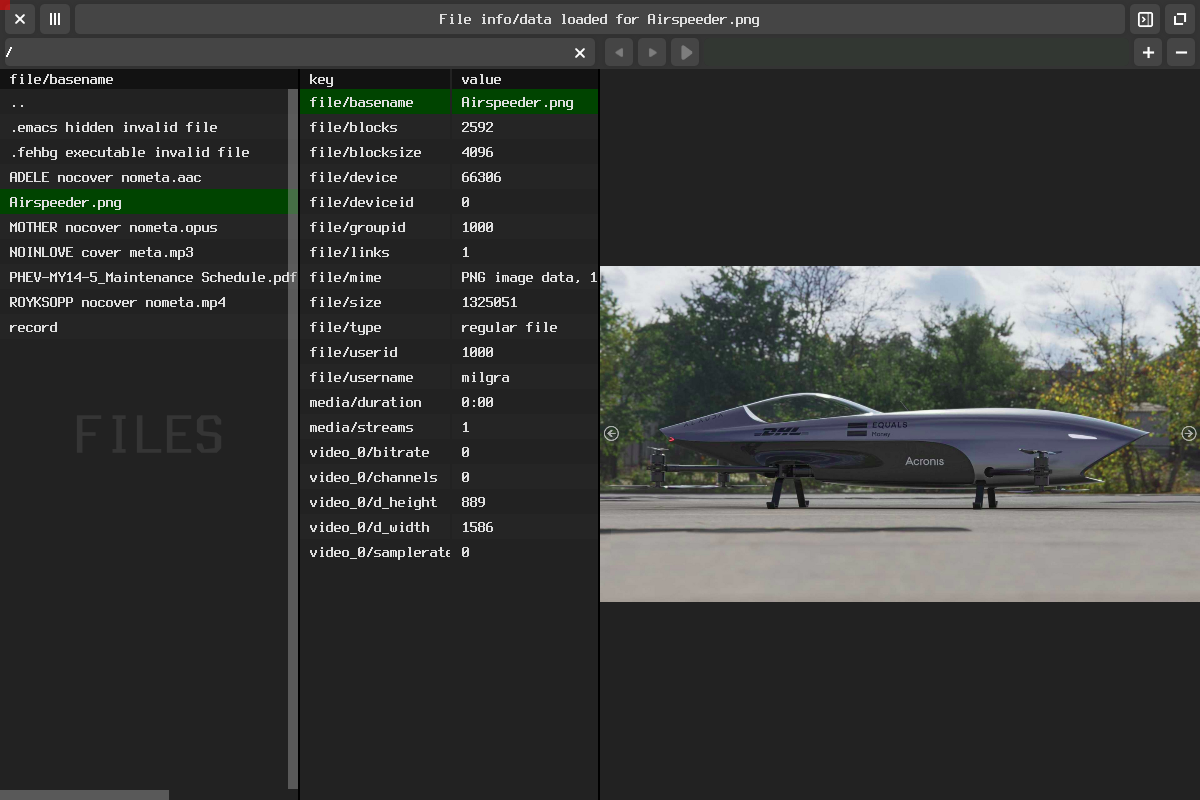 File info/data loaded for Airspeeder.png
/
file/basename
..
.emacs hidden invalid file
.fehbg executable invalid file
ADELE nocover nometa.aac
Airspeeder.png
MOTHER nocover nometa.opus
NOINLOVE cover meta.mp3
PHEV-MY14-5_Maintenance Schedule.pdf
ROYKSOPP nocover nometa.mp4
record
FILES
key value
file/basename Airspeeder.png
file/blocks 2592
file/blocksize 4096
file/device 66306
file/deviceid 0
file/groupid 1000
file/links 1
file/mime PNG image data, 1
file/size 1325051
file/type regular file
file/userid 1000
file/username milgra
media/duration 0:00
media/streams 1
video_0/bitrate 0
video_0/channels 0
video_0/d_height 889
video_0/d_width 1586
video_0/samplerate 0
DHL
EQUALS
Money
Acronis